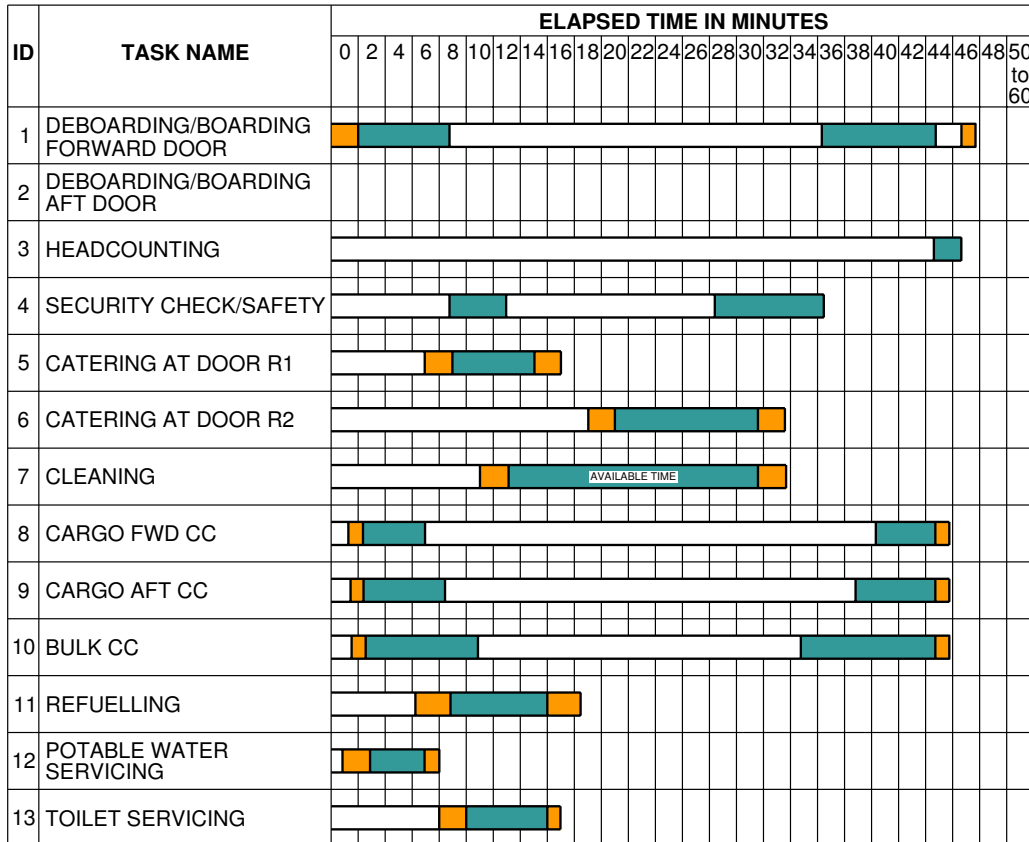 ELAPSED TIME IN MINUTES
ID TASK NAME 0 2 4 6 8 10 12 14 16 18 20 22 24 26 28 30 32 34 36 38 40 42 44 46 48 50
to
60
1 DEBOARDING/BOARDING
FORWARD DOOR
2 DEBOARDING/BOARDING
AFT DOOR
3 HEADCOUNTING
4 SECURITY CHECK/SAFETY
5 CATERING AT DOOR R1
6 CATERING AT DOOR R2
7 CLEANING AVAILABLE TIME
8 CARGO FWD CC
9 CARGO AFT CC
10 BULK CC
11 REFUELLING
12 POTABLE WATER
SERVICING
13 TOILET SERVICING